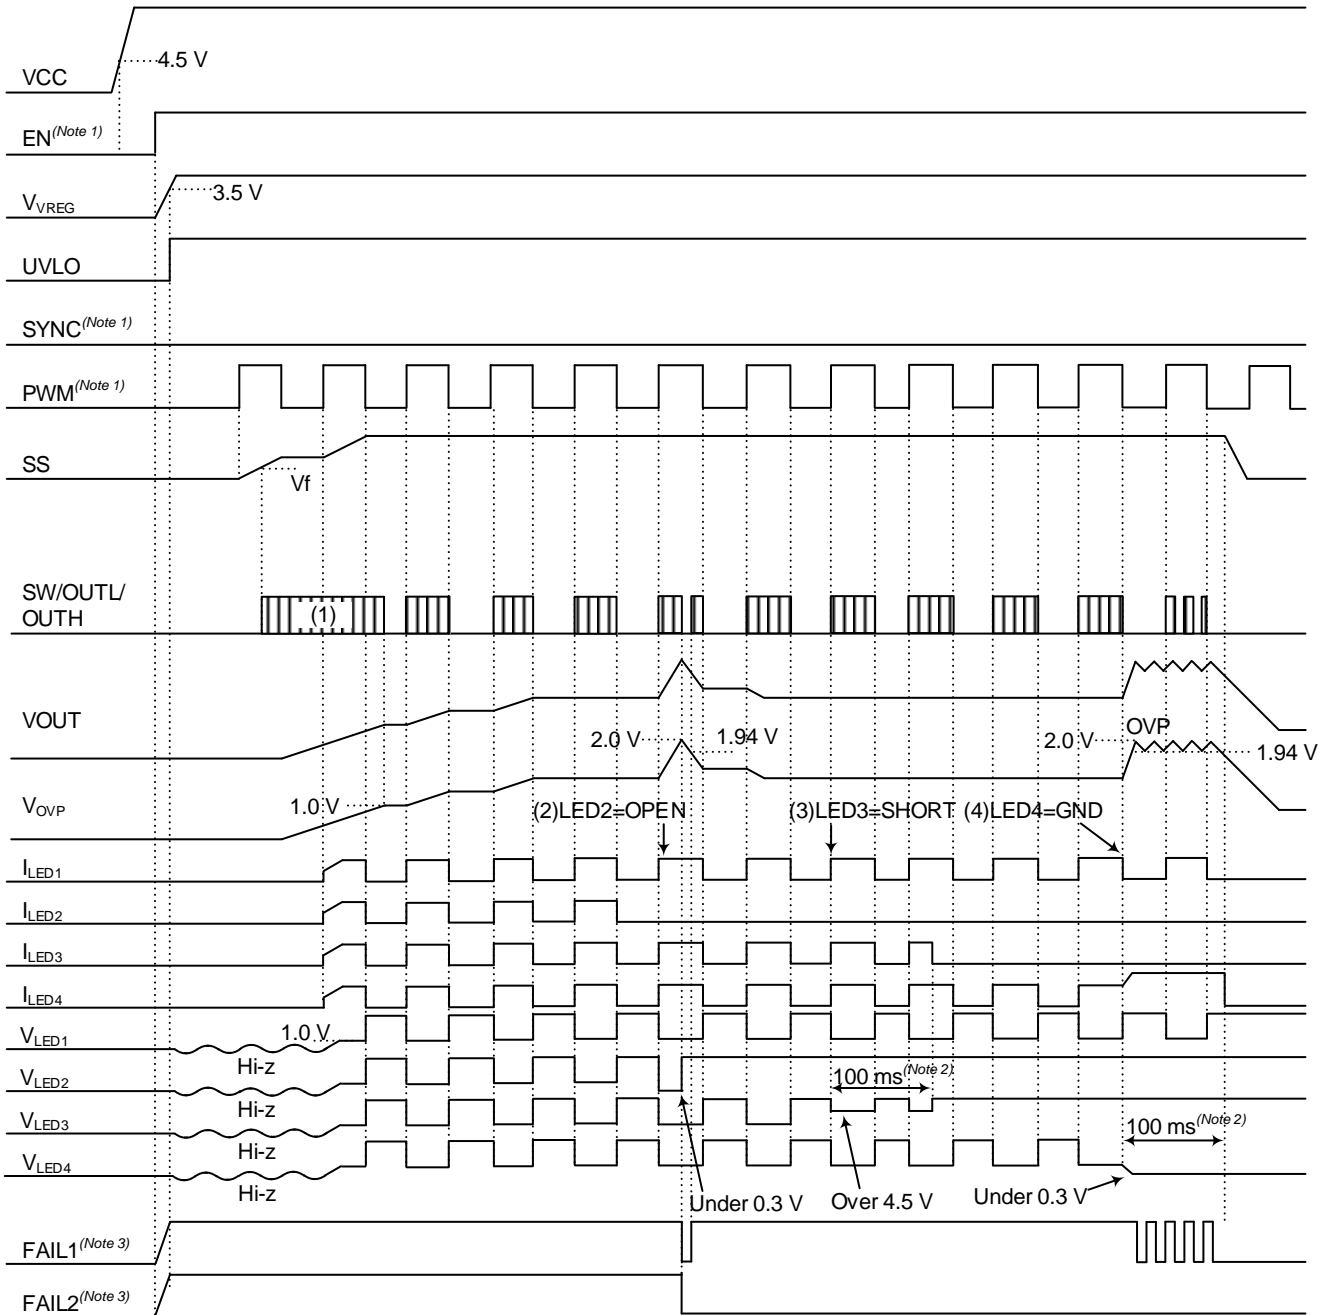 4.5 V
VCC
EN(Note 1)
3.5 V
VVREG
UVLO
SYNC(Note 1)
PWM(Note 1)
SS
Vf
SW/OUTL/
OUTH
(1)
VOUT
2.0 V
1.94 V
OVP
2.0 V
1.94 V
1.0 V
VOVP
(2)LED2=OPEN
(3)LED3=SHORT
(4)LED4=GND
ILED1
ILED2
ILED3
ILED4
1.0 V
VLED1
Hi-z
VLED2
100 ms(Note 2)
Hi-z
VLED3
100 ms(Note 2)
Hi-z
VLED4
Hi-z
Under 0.3 V
Over 4.5 V
Under 0.3 V
FAIL1(Note 3)
FAIL2(Note 3)